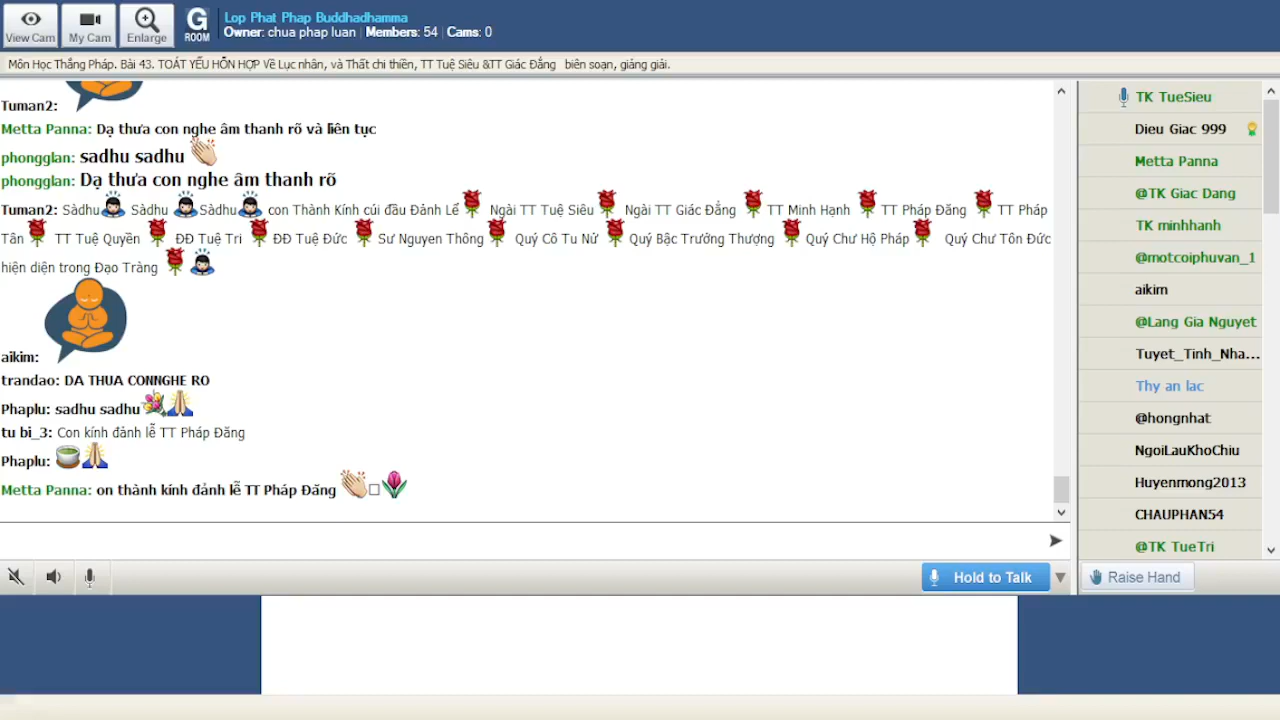 View Cam
My Cam
Enlarge
G
ROOM
Lop Phat Phap Buddhadhamma
Owner: chua phap luan | Members: 54 | Cams: 0
Môn Học Thắng Pháp. Bài 43. TOÁT YẾU HỖN HỢP Về Lục nhân, và Thất chi thiền, TT Tuệ Siêu &TT Giác Đẳng biên soạn, giảng giải.
Tuman2:
Metta Panna: Dạ thưa con nghe âm thanh rõ và liên tục
phongglan: sadhu sadhu
phongglan: Dạ thưa con nghe âm thanh rõ
Tuman2: Sàdhu Sàdhu Sàdhu con Thành Kính cúi đầu Đảnh Lể Ngài TT Tuệ Siêu Ngài TT Giác Đẳng TT Minh Hạnh TT Pháp Đăng TT Pháp
Tân TT Tuệ Quyền ĐĐ Tuệ Tri ĐĐ Tuệ Đức Sư Nguyen Thông Quý Cô Tu Nử Quý Bậc Trưởng Thượng Quý Chư Hộ Pháp Quý Chư Tôn Đức
hiện diện trong Đạo Tràng
aikim:
trandao: DA THUA CONNGHE RO
Phaplu: sadhu sadhu
tu bi_3: Con kính đảnh lễ TT Pháp Đăng
Phaplu:
Metta Panna: on thành kính đảnh lễ TT Pháp Đăng
Hold to Talk
TK TueSieu
Dieu Giac 999
Metta Panna
@TK Giac Dang
TK minhhanh
@motcoiphuvan_1
aikim
@Lang Gia Nguyet
Tuyet_Tinh_Nha...
Thy an lac
@hongnhat
NgoiLauKhoChiu
Huyenmong2013
CHAUPHAN54
@TK TueTri
Raise Hand